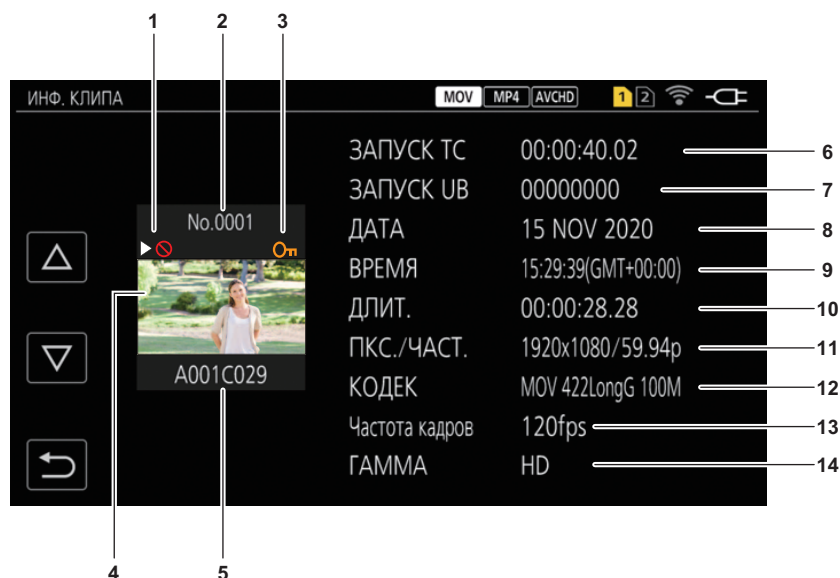 1 2 3
ИНФ. КЛИПА MOV MP4 AVCHD 1 2
ЗАПУСК TC 00:00:40.02 6
ЗАПУСК UB 00000000 7
No.0001
ДАТА 15 NOV 2020 8
ВРЕМЯ 15:29:39(GMT+00:00) 9
ДЛИТ. 00:00:28.28 10
ПКС./ЧАСТ. 1920x1080/59.94p 11
A001C029
КОДЕК MOV 422LongG 100M 12
Частота кадров 120fps 13
ГАММА HD 14
4 5